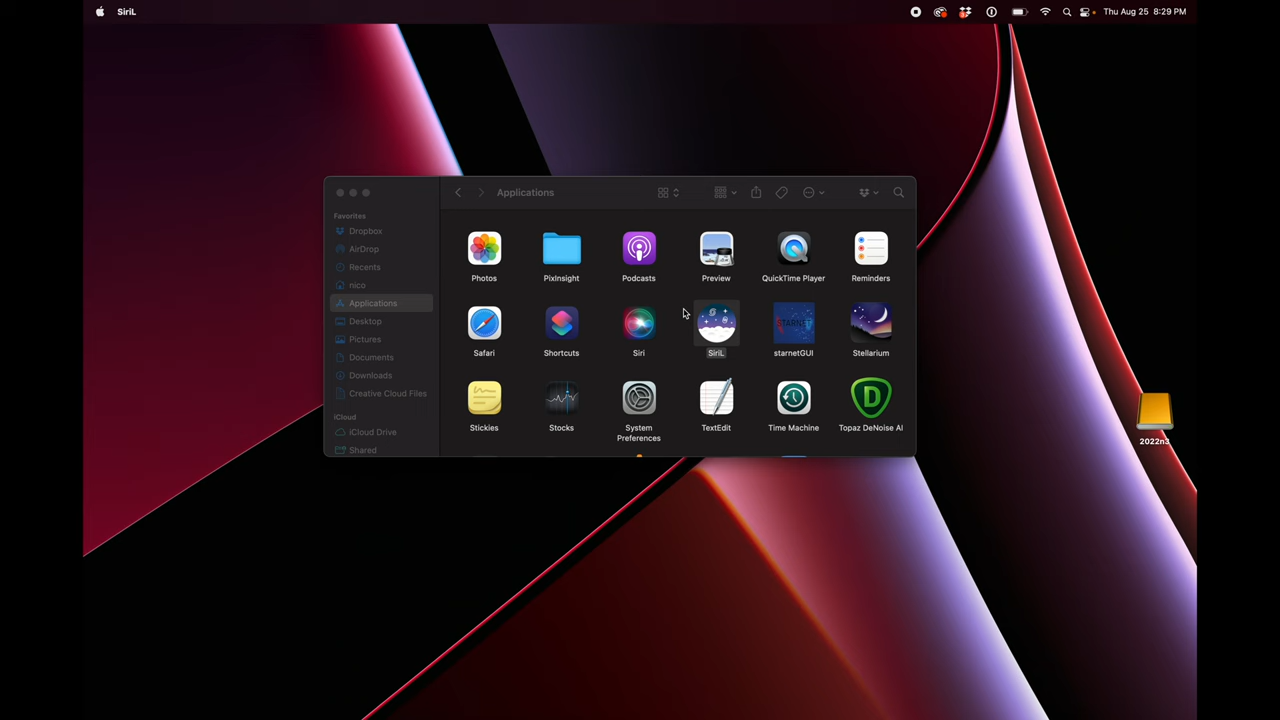 SiriL
Thu Aug 25 8:29 PM
Applications
Favorites
Dropbox
AirDrop
Recents
nico
Applications
Desktop
Pictures
Documents
Downloads
Creative Cloud Files
iCloud
iCloud Drive
Shared
Photos
PixInsight
Podcasts
Preview
QuickTime Player
Reminders
Safari
Shortcuts
Siri
SiriL
starnetGUI
Stellarium
STARNET
Stickies
Stocks
System
Preferences
TextEdit
Time Machine
Topaz DeNoise AI
D
2022n3